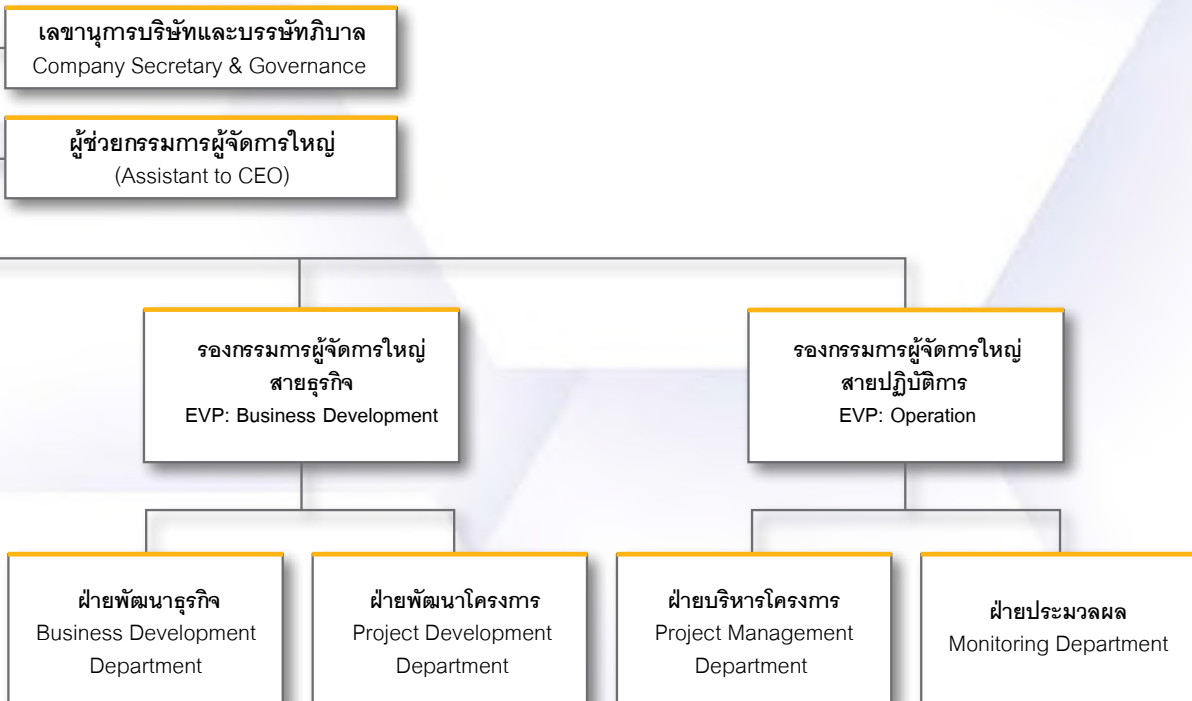 เลขานุการบริษัทและบรรษัทภิบาล
Company Secretary & Governance
ผู้ช่วยกรรมการผู้จัดการใหญ่
(Assistant to CEO)
รองกรรมการผู้จัดการใหญ่
สายธุรกิจ
EVP: Business Development
รองกรรมการผู้จัดการใหญ่
สายปฏิบัติการ
EVP: Operation
ฝ่ายพัฒนาธุรกิจ
Business Development
Department
ฝ่ายพัฒนาโครงการ
Project Development
Department
ฝ่ายบริหารโครงการ
Project Management
Department
ฝ่ายประมวลผล
Monitoring Department